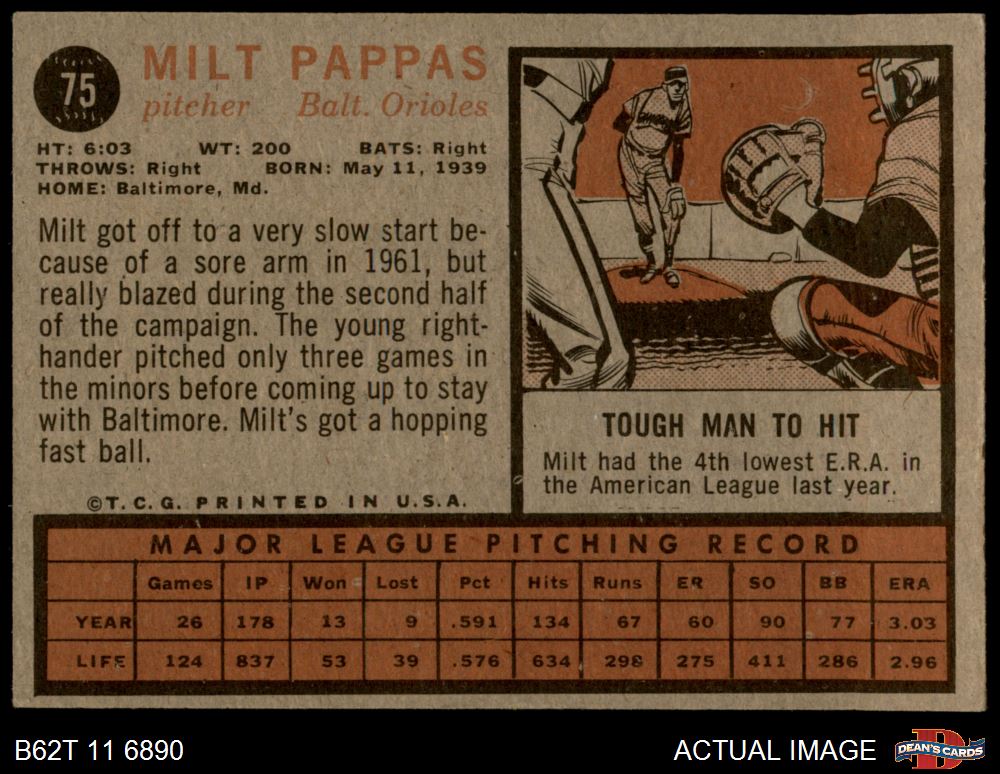 75
MILT PAPPAS
pitcher Balt. Orioles
HT: 6:03 WT: 200 BATS: Right
THROWS: Right BORN: May 11, 1939
HOME: Baltimore, Md.
Milt got off to a very slow start be-
cause of a sore arm in 1961, but
really blazed during the second half
of the campaign. The young right-
hander pitched only three games in
the minors before coming up to stay
with Baltimore. Milt's got a hopping
fast ball.
©T.C.G. PRINTED IN U.S.A.
TOUGH MAN TO HIT
Milt had the 4th lowest E.R.A. in
the American League last year.
MAJOR LEAGUE PITCHING RECORD
Games IP Won Lost Pct Hits Runs ER SO BB ERA
YEAR 26 178 13 9 .591 134 67 60 90 77 3.03
LIFE 124 837 53 39 .576 634 298 275 411 286 2.96
B62T 11 6890 ACTUAL IMAGE
DEAN'S CARDS